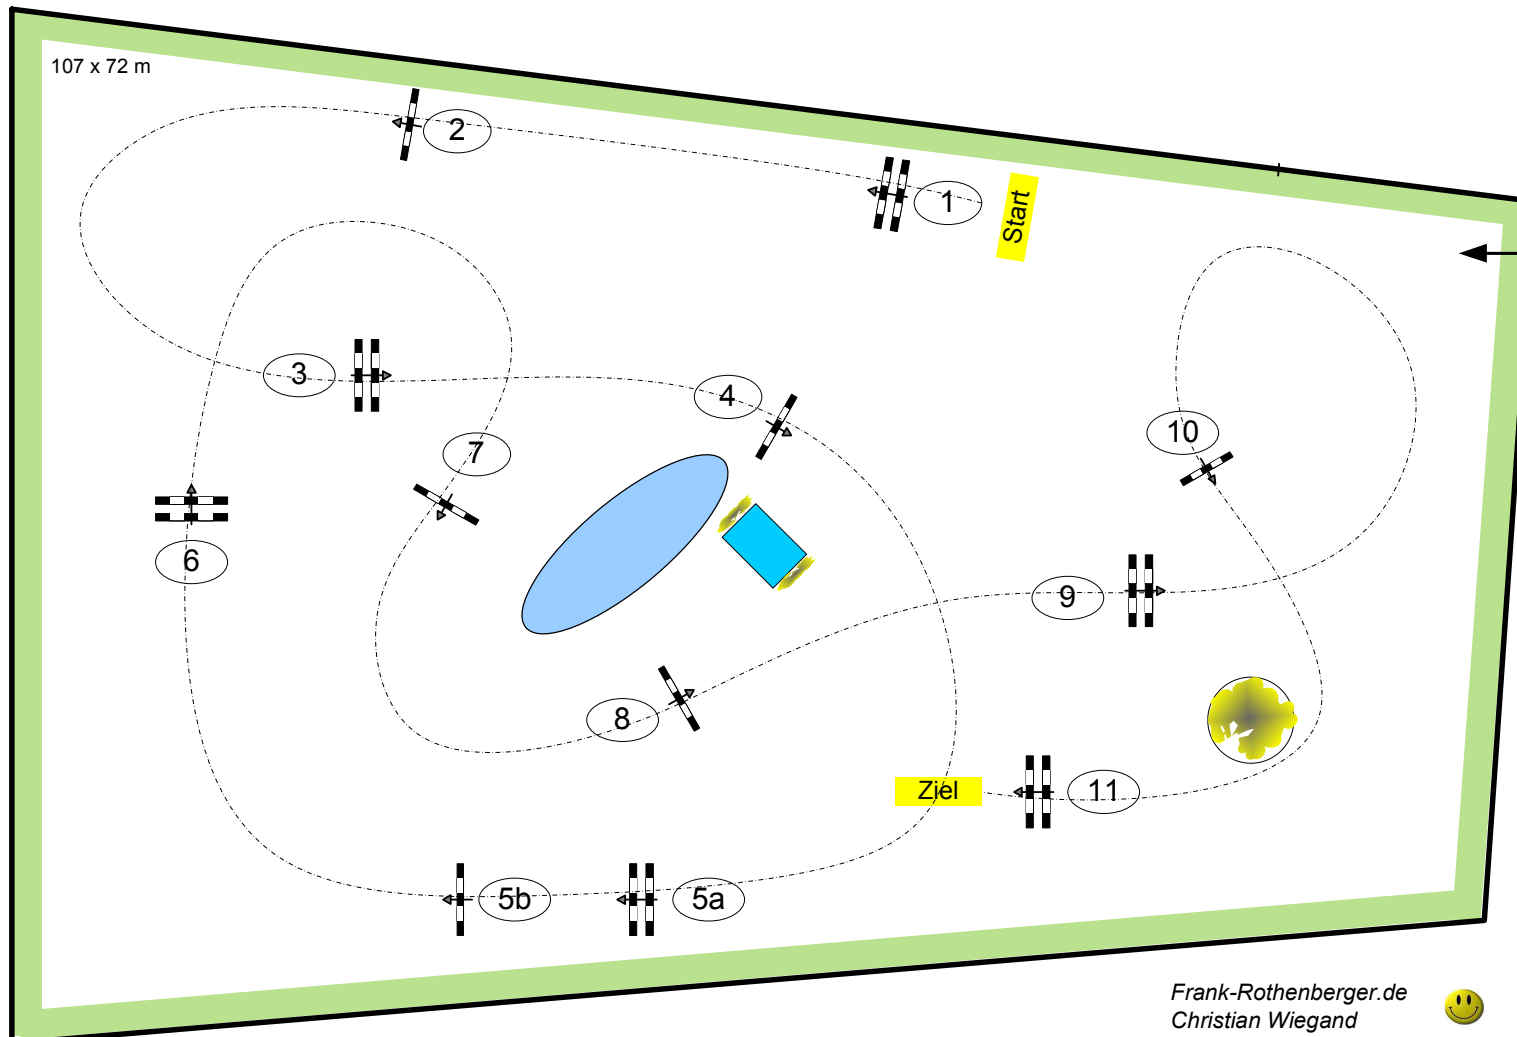 107 x 72 m
2
1
Start
3
4
10
7
6
9
8
Ziel
11
5b
5a
Frank-Rothenberger.de
Christian Wiegand